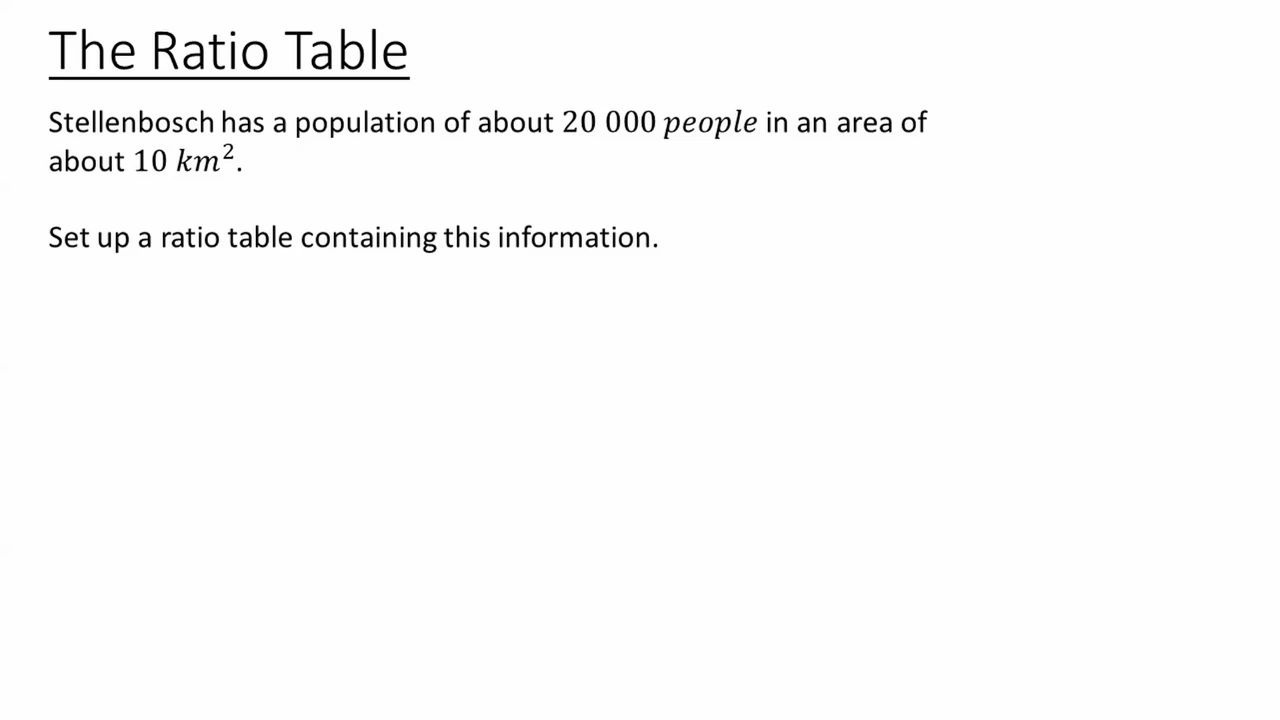 The Ratio Table
Stellenbosch has a population of about 20 000 people in an area of
about 10 km².
Set up a ratio table containing this information.